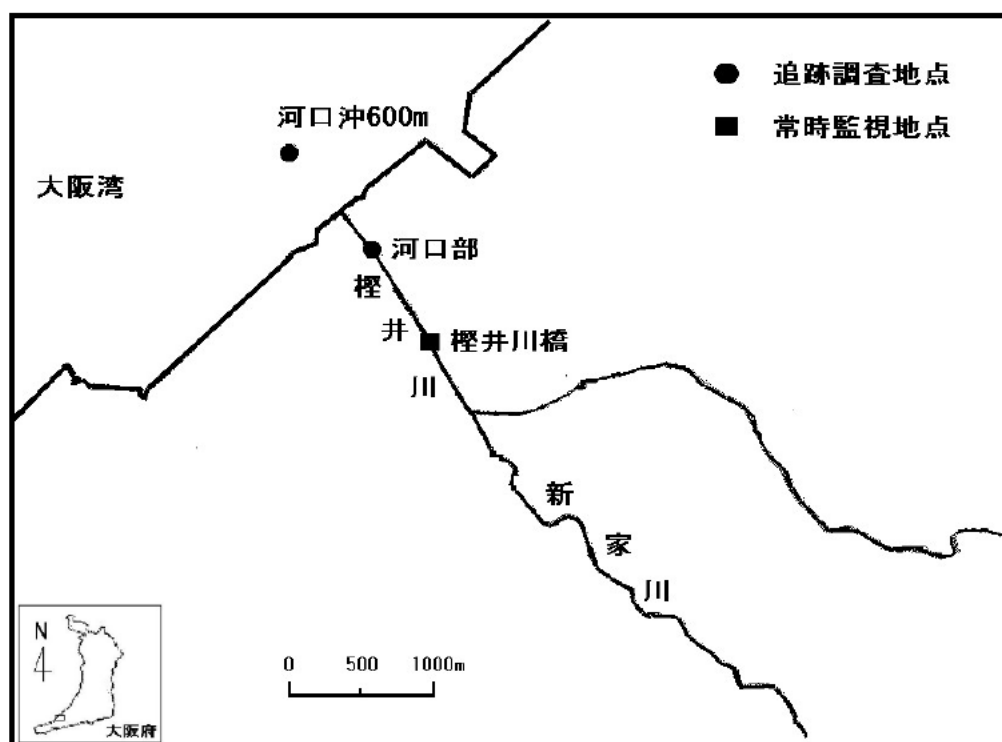 追跡調査地点
常時監視地点
河口沖600m
大阪湾
河口部
樫井川
樫井川橋
新家川
N
大阪府
0 500 1000m